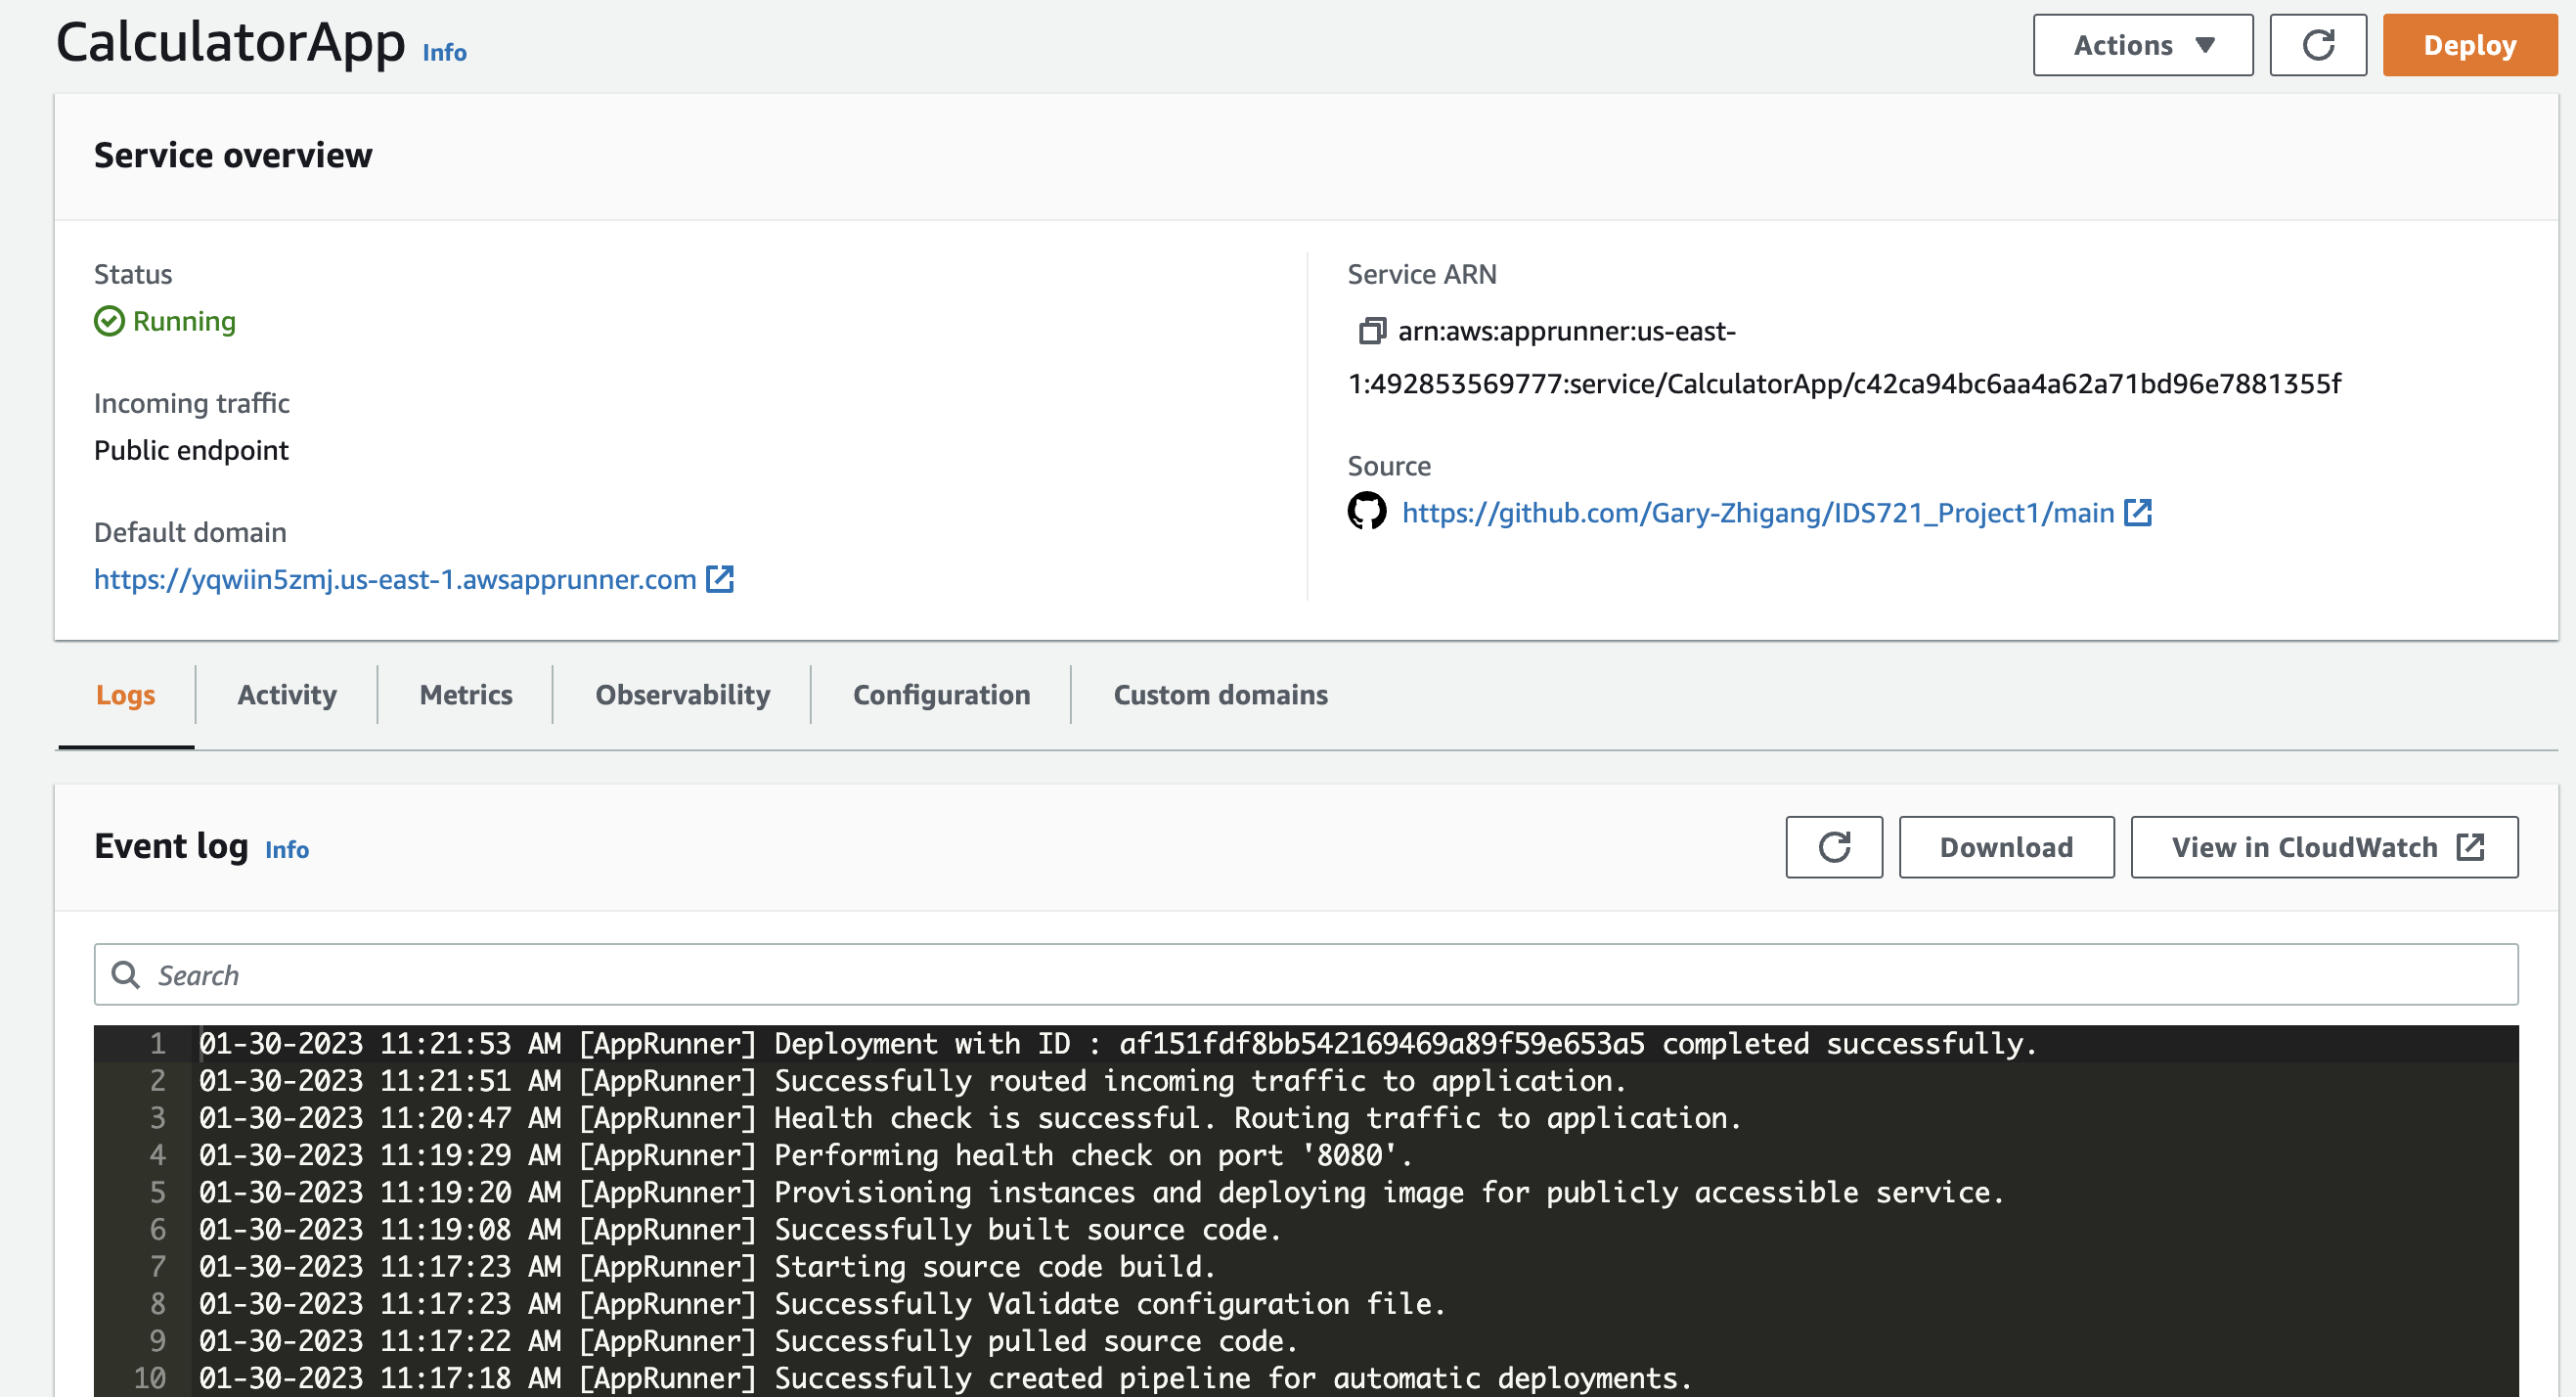 CalculatorApp Info
Actions
Deploy
Service overview
Status
Running
Incoming traffic
Public endpoint
Default domain
https://yqwiin5zmj.us-east-1.awsapprunner.com
Service ARN
arn:aws:apprunner:us-east-
1:492853569777:service/CalculatorApp/c42ca94bc6aa4a62a71bd96e7881355f
Source
https://github.com/Gary-Zhigang/IDS721_Project1/main
Logs
Activity
Metrics
Observability
Configuration
Custom domains
Event log Info
Download
View in CloudWatch
Search
1 01-30-2023 11:21:53 AM [AppRunner] Deployment with ID : af151fdf8bb542169469a89f59e653a5 completed successfully.
2 01-30-2023 11:21:51 AM [AppRunner] Successfully routed incoming traffic to application.
3 01-30-2023 11:20:47 AM [AppRunner] Health check is successful. Routing traffic to application.
4 01-30-2023 11:19:29 AM [AppRunner] Performing health check on port '8080'.
5 01-30-2023 11:19:20 AM [AppRunner] Provisioning instances and deploying image for publicly accessible service.
6 01-30-2023 11:19:08 AM [AppRunner] Successfully built source code.
7 01-30-2023 11:17:23 AM [AppRunner] Starting source code build.
8 01-30-2023 11:17:23 AM [AppRunner] Successfully Validate configuration file.
9 01-30-2023 11:17:22 AM [AppRunner] Successfully pulled source code.
10 01-30-2023 11:17:18 AM [AppRunner] Successfully created pipeline for automatic deployments.